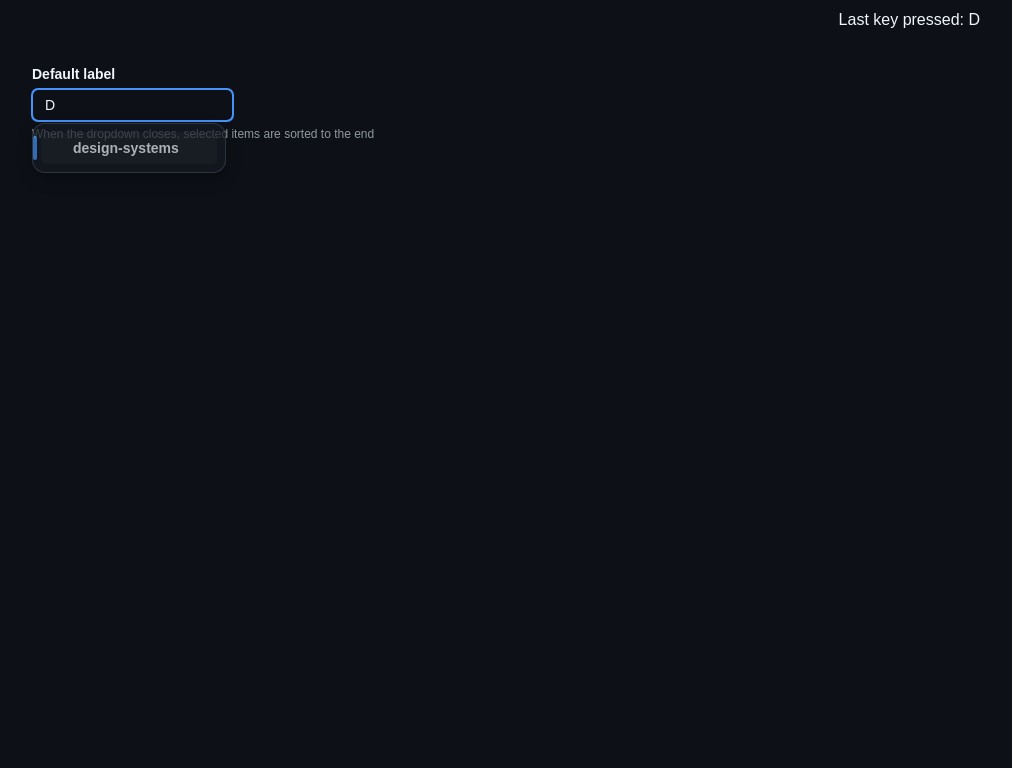 Last key pressed: D
Default label
D
When the dropdown closes, selected items are sorted to the end
design-systems